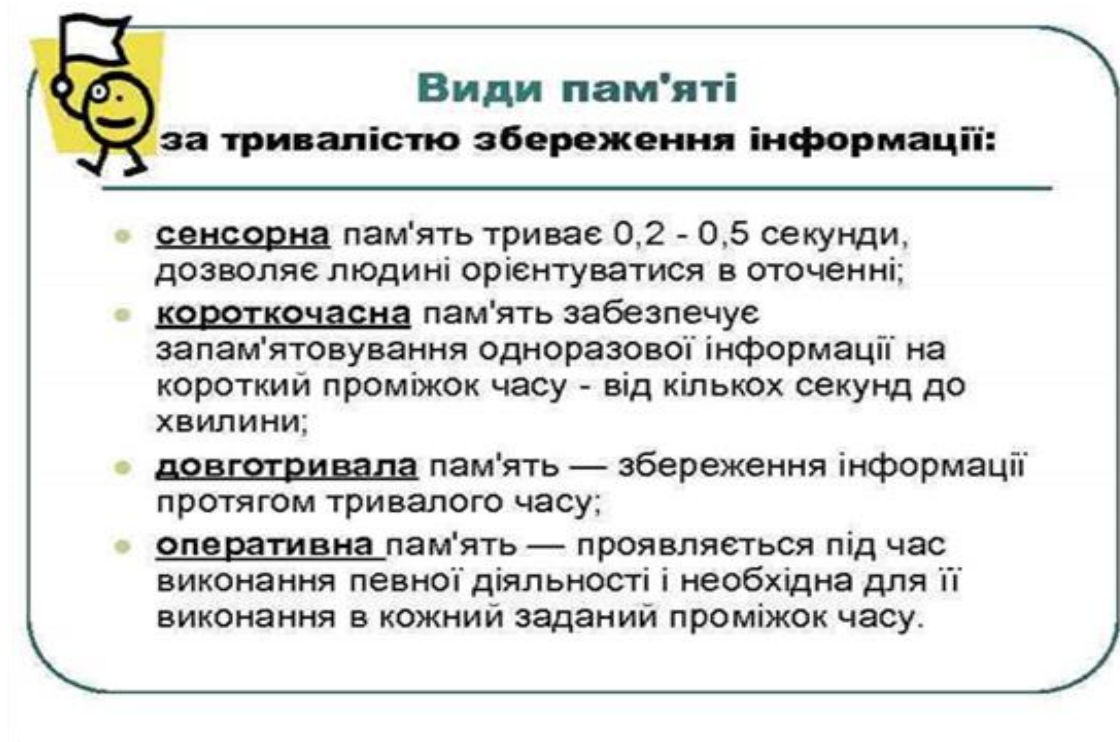 Види пам'яті
за тривалістю збереження інформації:
сенсорна пам'ять триває 0,2 - 0,5 секунди,
дозволяє людині орієнтуватися в оточенні;
короткочасна пам'ять забезпечує
запам'ятовування одноразової інформації на
короткий проміжок часу - від кількох секунд до
хвилини;
довготривала пам'ять — збереження інформації
протягом тривалого часу;
оперативна пам'ять — проявляється під час
виконання певної діяльності і необхідна для її
виконання в кожний заданий проміжок часу.